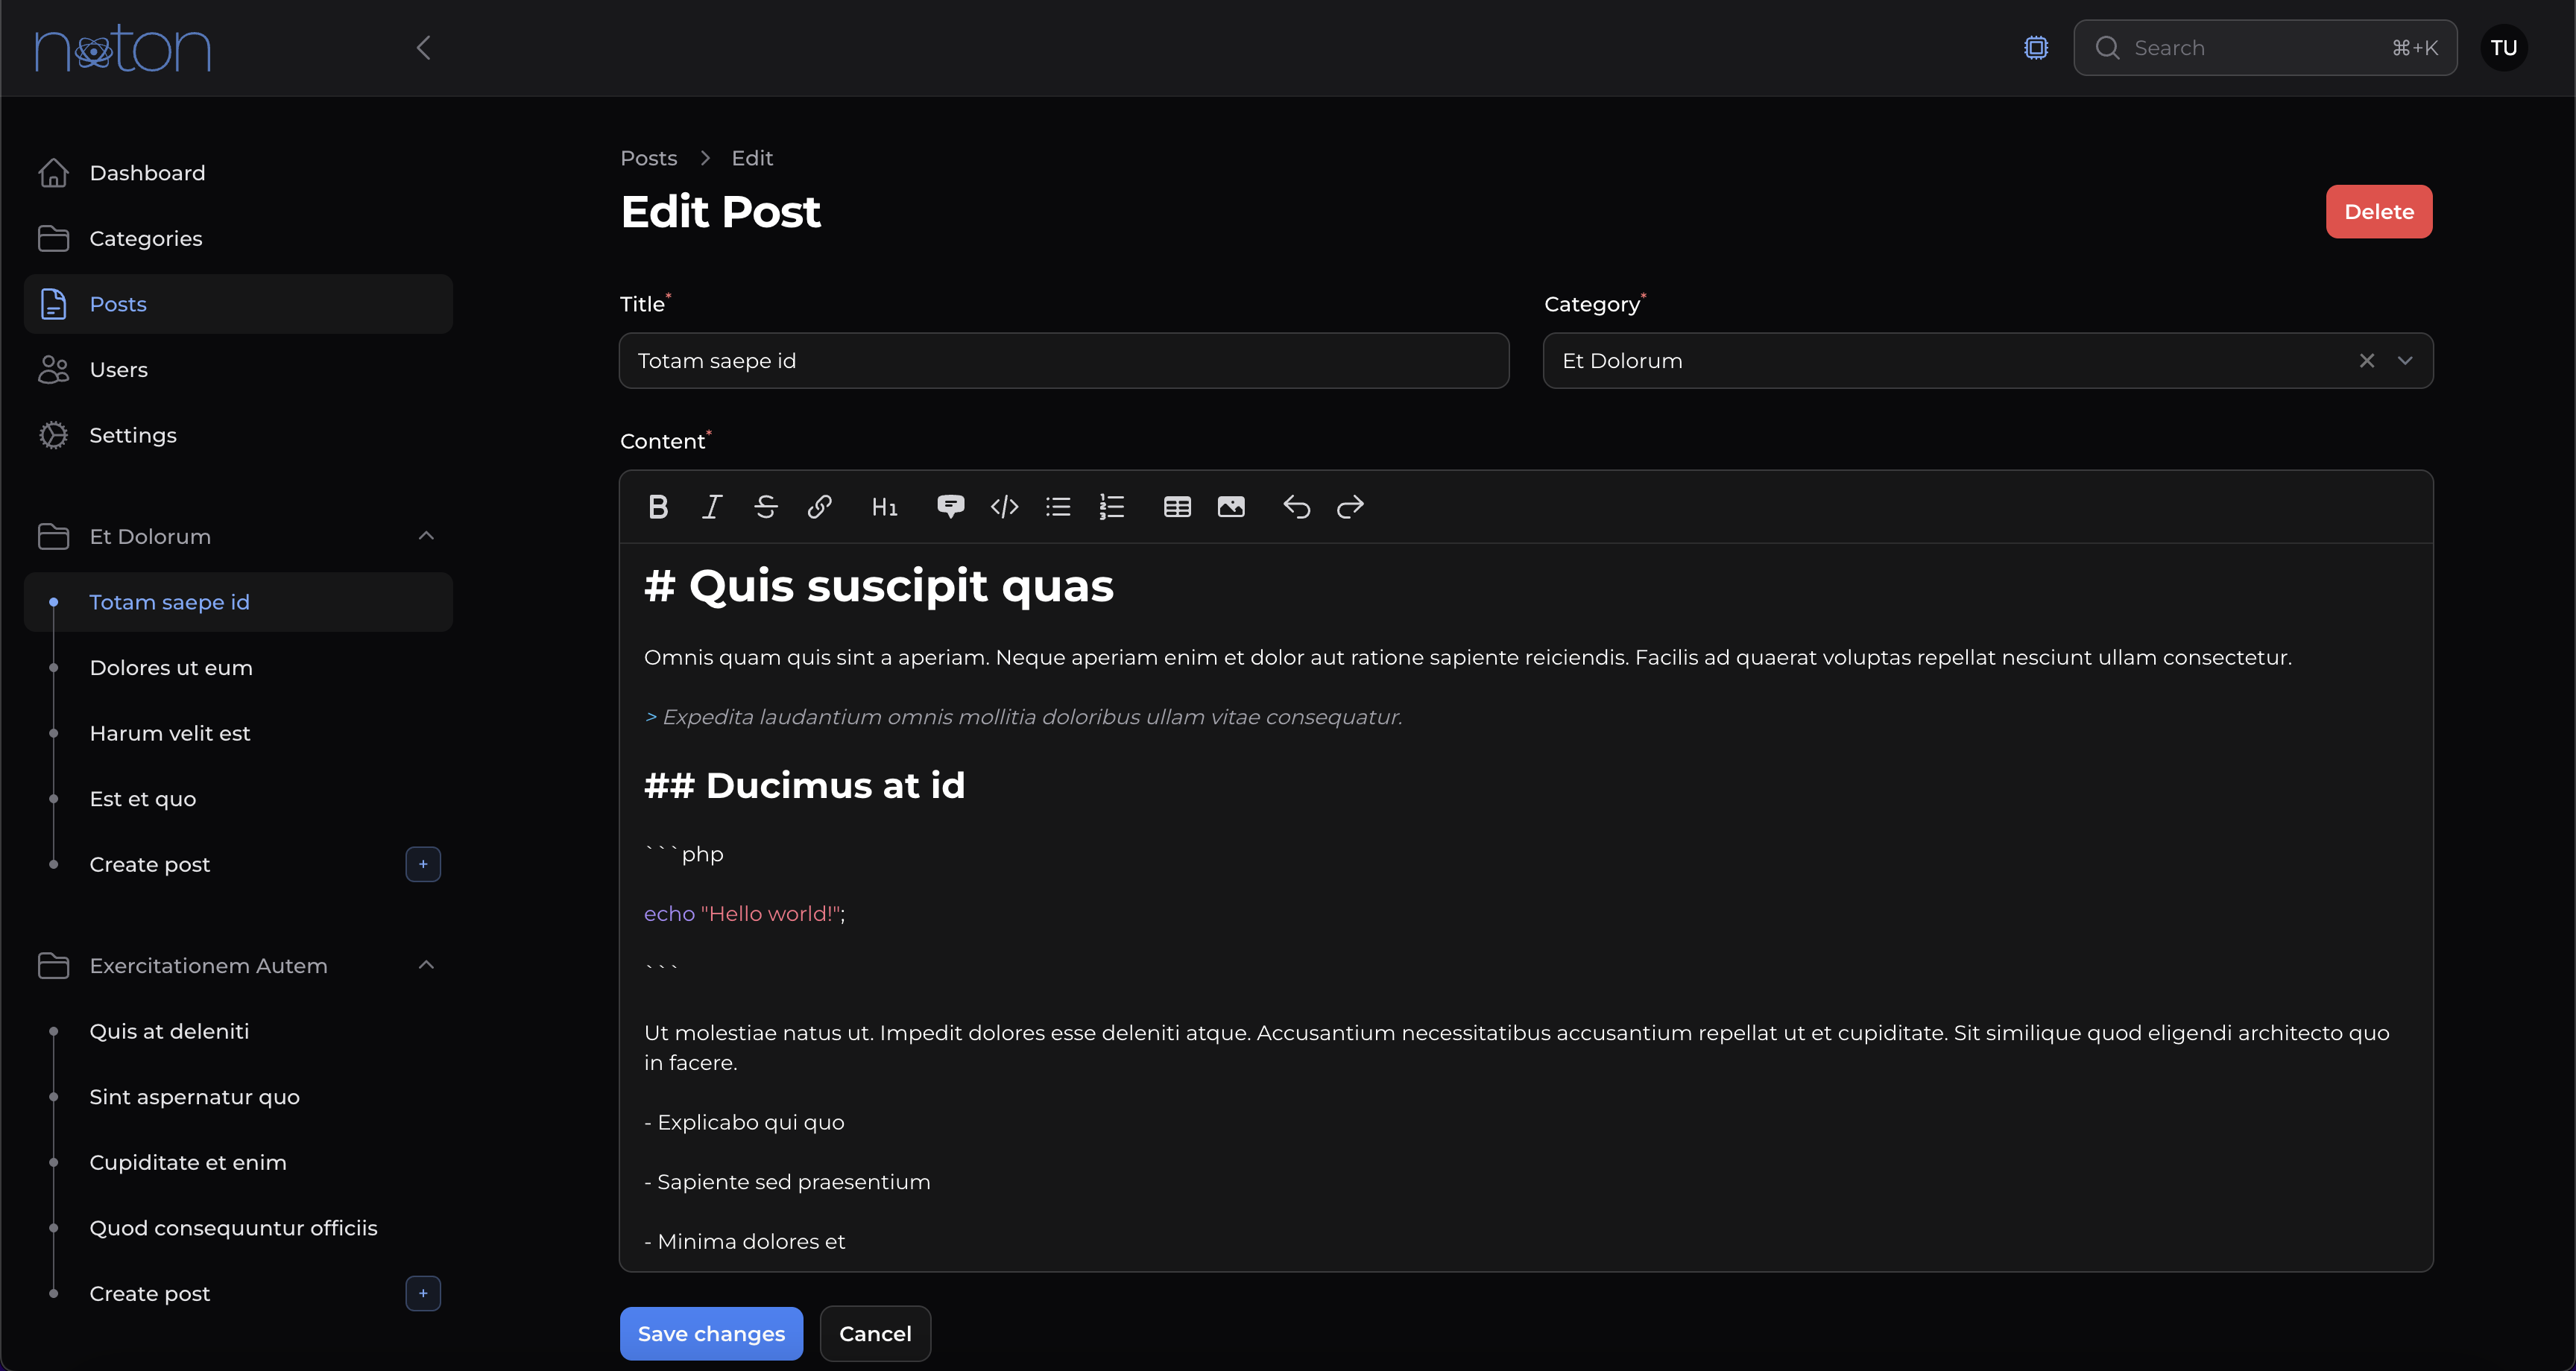 noton
Search
⌘+K
TU
Dashboard
Categories
Posts
Users
Settings
Et Dolorum
Totam saepe id
Dolores ut eum
Harum velit est
Est et quo
Create post
+
Exercitationem Autem
Quis at deleniti
Sint aspernatur quo
Cupiditate et enim
Quod consequuntur officiis
Create post
+
Posts > Edit
Edit Post
Delete
Title*
Totam saepe id
Category*
Et Dolorum
Content*
B I S H1
# Quis suscipit quas
Omnis quam quis sint a aperiam. Neque aperiam enim et dolor aut ratione sapiente reiciendis. Facilis ad quaerat voluptas repellat nesciunt ullam consectetur.
> Expedita laudantium omnis mollitia doloribus ullam vitae consequatur.
## Ducimus at id
```php
echo "Hello world!";
```
Ut molestiae natus ut. Impedit dolores esse deleniti atque. Accusantium necessitatibus accusantium repellat ut et cupiditate. Sit similique quod eligendi architecto quo
in facere.
- Explicabo qui quo
- Sapiente sed praesentium
- Minima dolores et
Save changes
Cancel